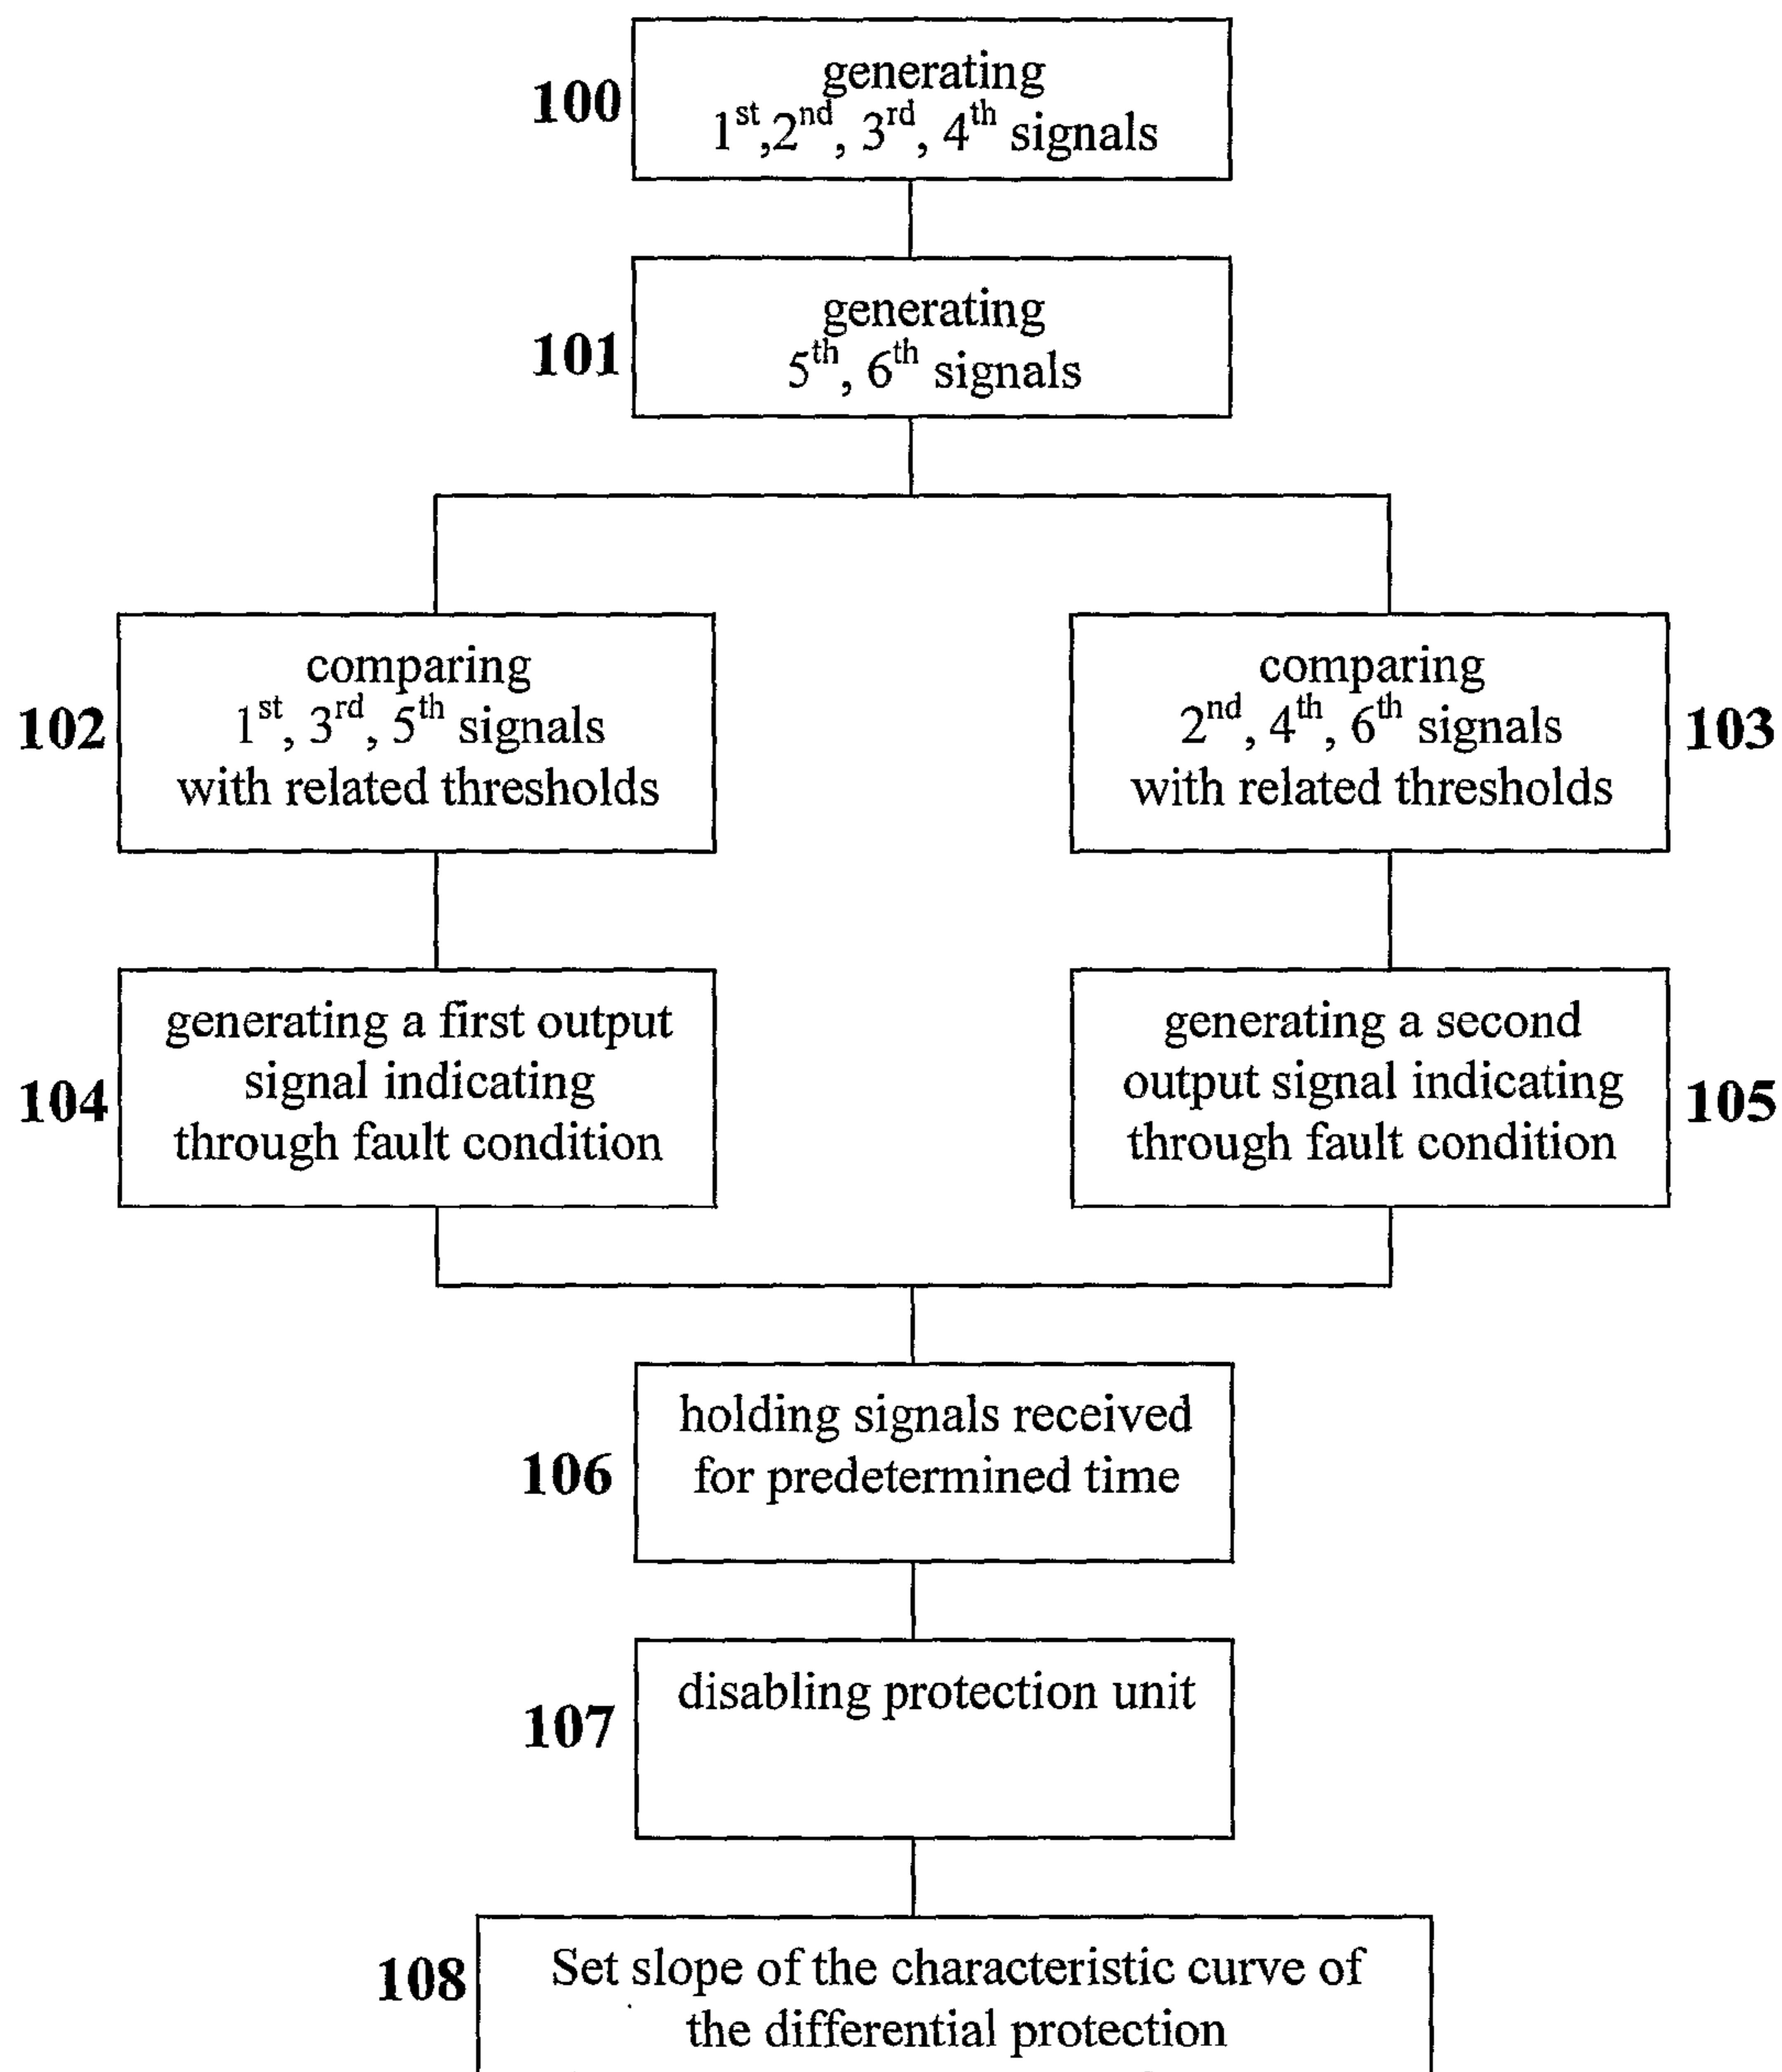 100
generating
1st,2nd, 3rd, 4th signals
101
generating
5th, 6th signals
102
comparing
1st, 3rd, 5th signals
with related thresholds
comparing
2nd, 4th, 6th signals
with related thresholds
103
104
generating a first output
signal indicating
through fault condition
generating a second
output signal indicating
through fault condition
105
106
holding signals received
for predetermined time
107
disabling protection unit
108
Set slope of the characteristic curve of
the differential protection